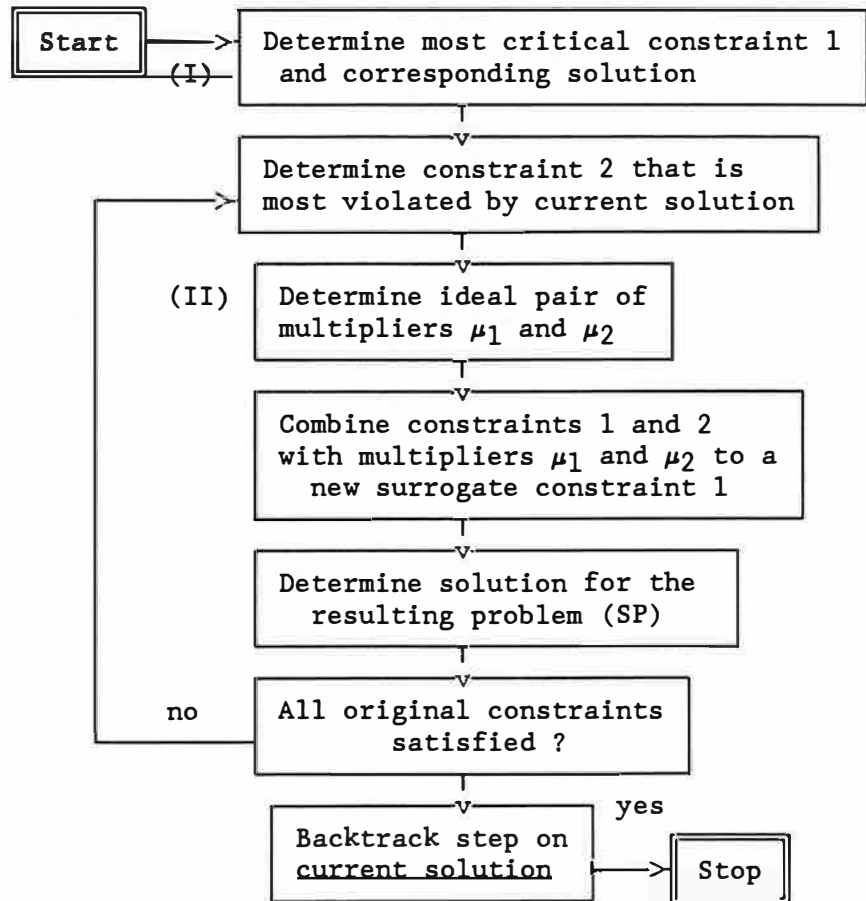 Start
Determine most critical constraint 1
(I)
and corresponding solution
Determine constraint 2 that is
most violated by current solution
(II)
Determine ideal pair of
multipliers μ1 and μ2
Combine constraints 1 and 2
with multipliers μ1 and μ2 to a
new surrogate constraint 1
Determine solution for the
resulting problem (SP)
no
All original constraints
satisfied ?
yes
Backtrack step on
current solution
Stop